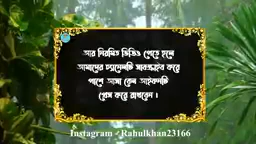 আর নিয়মিত ভিডিও পেতে হলে
আমাদের চ্যানেলটি সাবস্ক্রাইব করে
পাশে থাকা বেল আইকনটি
প্রেস করে রাখবেন ।
Instagram - Rahulkhan23166